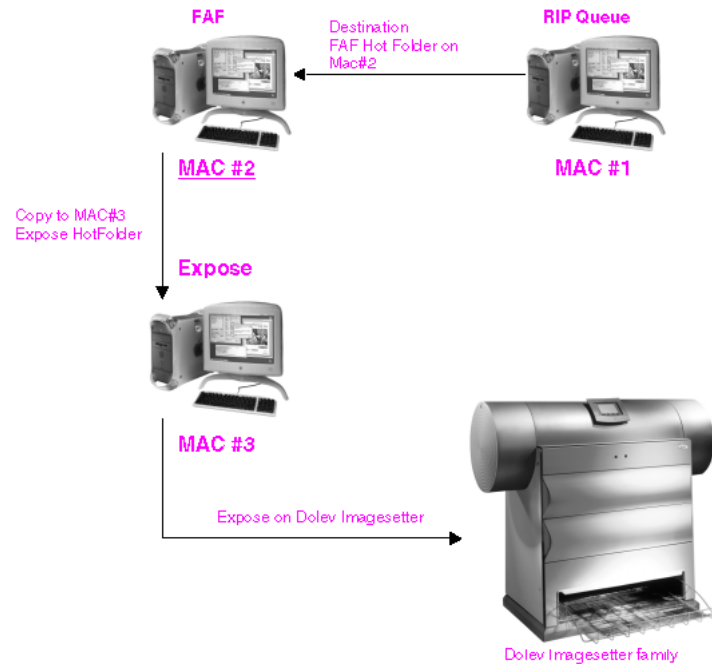 FAF
RIP Queue
Destination
FAF Hot Folder on
Mac#2
MAC #2
MAC #1
Copy to MAC#3
Expose HotFolder
Expose
MAC #3
Expose on Dolev Imagesetter
Dolev Imagesetter family